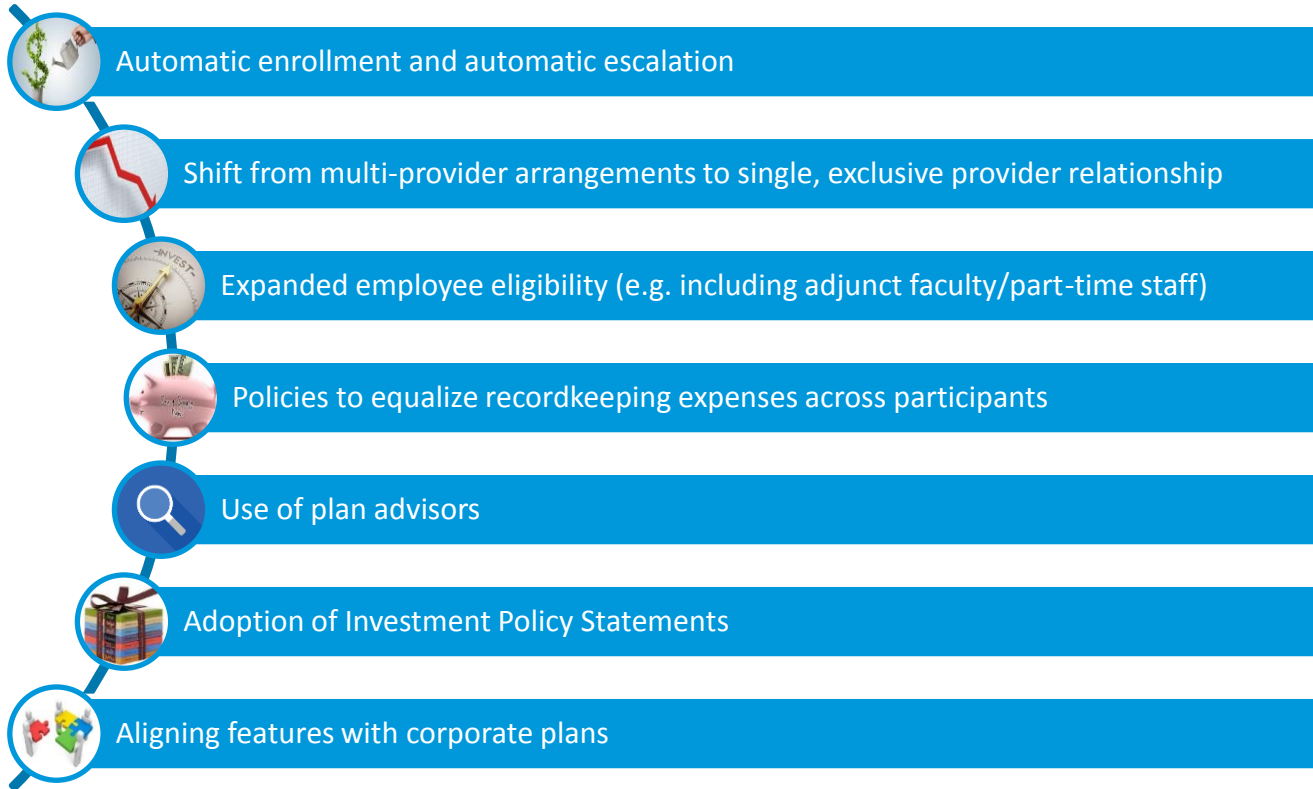 Automatic enrollment and automatic escalation
Shift from multi-provider arrangements to single, exclusive provider relationship
-INVEST-
Expanded employee eligibility (e.g. including adjunct faculty/part-time staff)
Policies to equalize recordkeeping expenses across participants
Use of plan advisors
Adoption of Investment Policy Statements
Aligning features with corporate plans